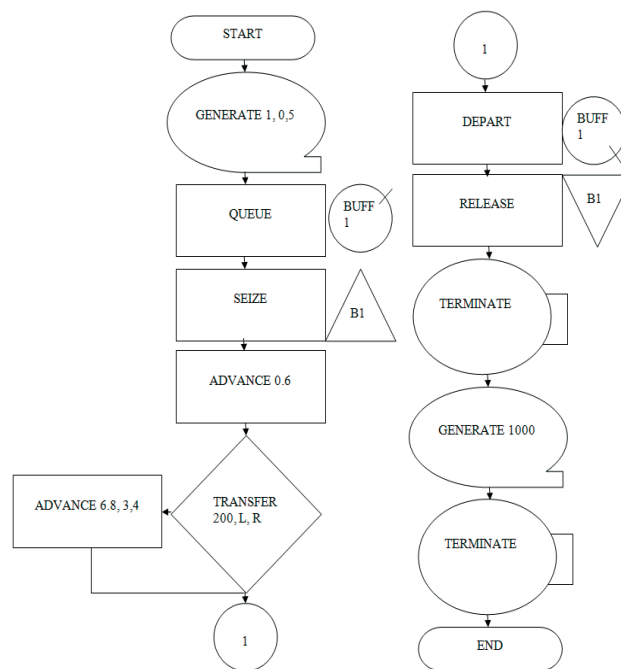 START
GENERATE 1, 0,5
QUEUE
BUFF
1
SEIZE
B1
ADVANCE 0.6
TRANSFER
200, L, R
ADVANCE 6.8, 3,4
1
1
DEPART
BUFF
1
RELEASE
B1
TERMINATE
GENERATE 1000
TERMINATE
END